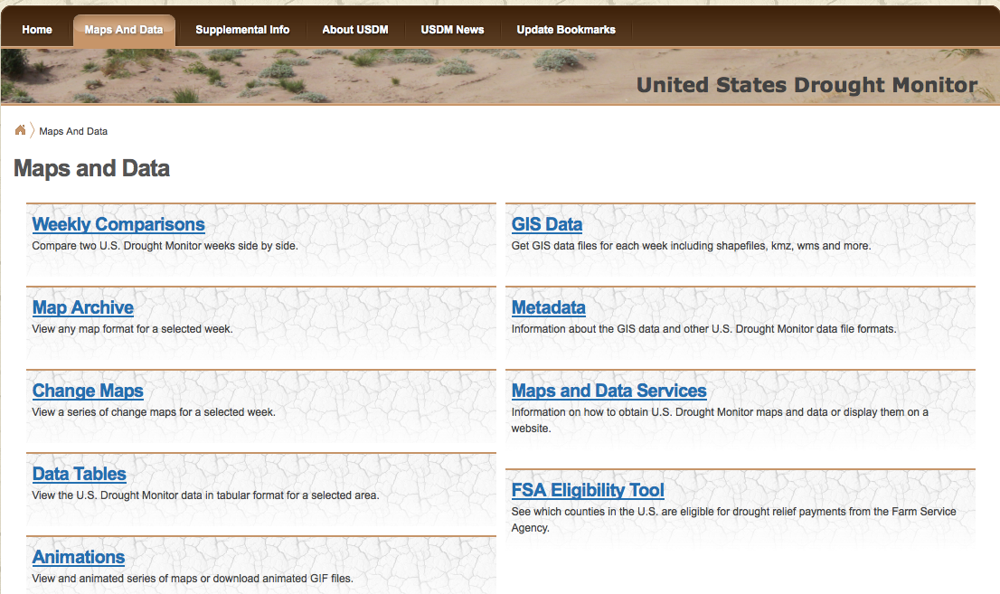 Home
Maps And Data
Supplemental Info
About USDM
USDM News
Update Bookmarks
United States Drought Monitor
Maps And Data
Maps and Data
Weekly Comparisons
Compare two U.S. Drought Monitor weeks side by side.
Map Archive
View any map format for a selected week.
Change Maps
View a series of change maps for a selected week.
Data Tables
View the U.S. Drought Monitor data in tabular format for a selected area.
Animations
View and animated series of maps or download animated GIF files.
GIS Data
Get GIS data files for each week including shapefiles, kmz, wms and more.
Metadata
Information about the GIS data and other U.S. Drought Monitor data file formats.
Maps and Data Services
Information on how to obtain U.S. Drought Monitor maps and data or display them on a
website.
FSA Eligibility Tool
See which counties in the U.S. are eligible for drought relief payments from the Farm Service
Agency.